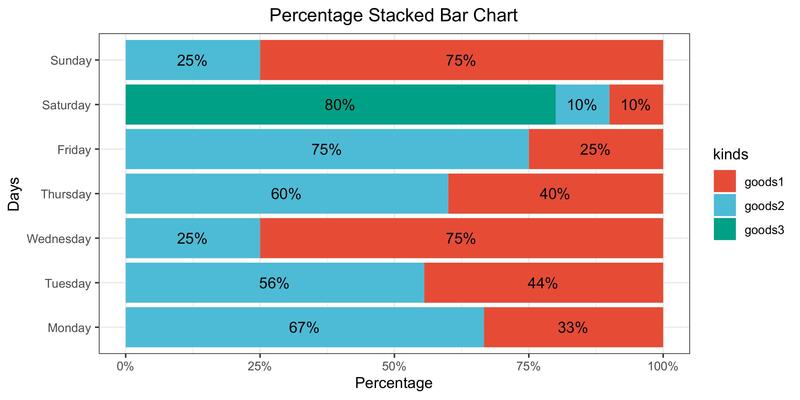 Percentage Stacked Bar Chart
Days
Sunday 25% 75%
Saturday 80% 10% 10%
Friday 75% 25%
Thursday 60% 40%
Wednesday 25% 75%
Tuesday 56% 44%
Monday 67% 33%
0% 25% 50% 75% 100%
Percentage
kinds
goods1
goods2
goods3